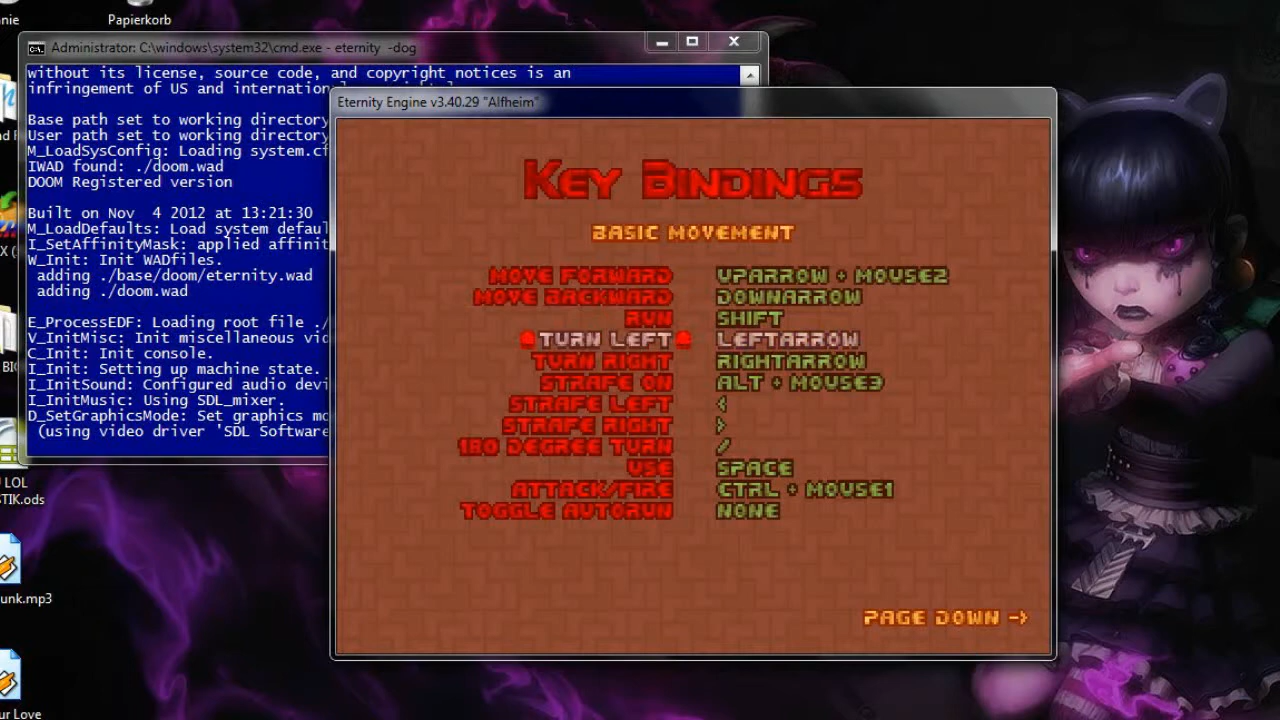 nie
Papierkorb
Administrator: C:\windows\system32\cmd.exe - eternity -dog
without its license, source code, and copyright notices is an
infringement of US and internation
Base path set to working directory
User path set to working directory
M_LoadSysConfig: Loading system.cf
IWAD found: ./doom.wad
DOOM Registered version
Built on Nov 4 2012 at 13:21:30
M_LoadDefaults: Load system defaul
I_SetAffinityMask: applied affinit
W_Init: Init WADfiles.
adding ./base/doom/eternity.wad
adding ./doom.wad
E_ProcessEDF: Loading root file ./
V_InitMisc: Init miscellaneous vid
C_Init: Init console.
I_Init: Setting up machine state.
I_InitSound: Configured audio devi
I_InitMusic: Using SDL_mixer.
D_SetGraphicsMode: Set graphics mo
(using video driver 'SDL Software
Eternity Engine v3.40.29 "Alfheim"
Key Bindings
BASIC MOVEMENT
MOVE FORWARD UPARROW + MOUSE2
MOVE BACKWARD DOWNARROW
RUN SHIFT
TURN LEFT LEFTARROW
TURN RIGHT RIGHTARROW
STRAFE ON ALT + MOUSE3
STRAFE LEFT <
STRAFE RIGHT >
180 DEGREE TURN /
USE SPACE
ATTACK/FIRE CTRL + MOUSE1
TOGGLE AUTORUN NONE
PAGE DOWN ->
LOL
STIK.ods
unk.mp3
ur Love